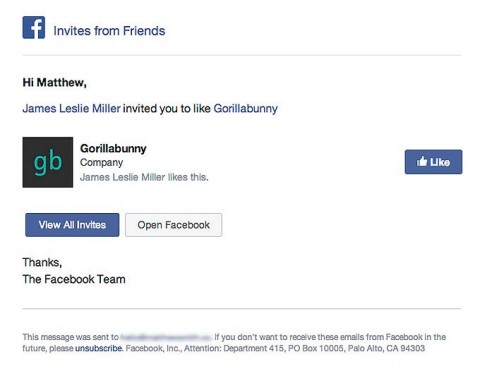 f Invites from Friends
Hi Matthew,
James Leslie Miller invited you to like Gorillabunny
gb
Gorillabunny
Company
James Leslie Miller likes this.
Like
View All Invites Open Facebook
Thanks,
The Facebook Team
This message was sent to . If you don't want to receive these emails from Facebook in the
future, please unsubscribe. Facebook, Inc., Attention: Department 415, PO Box 10005, Palo Alto, CA 94303